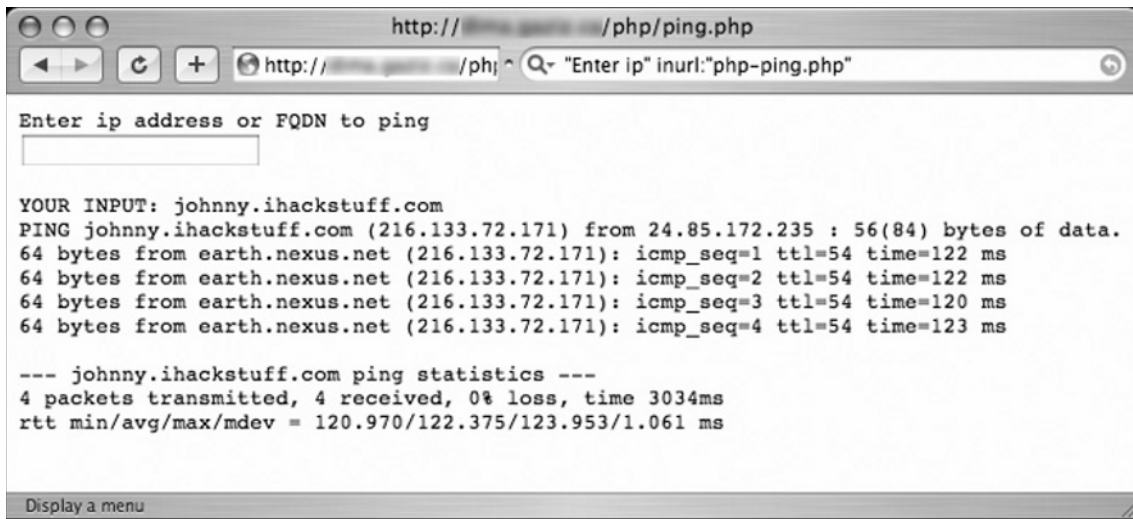 http:// /php/ping.php
http:// /ph
"Enter ip" inurl:"php-ping.php"
Enter ip address or FQDN to ping
YOUR INPUT: johnny.ihackstuff.com
PING johnny.ihackstuff.com (216.133.72.171) from 24.85.172.235 : 56(84) bytes of data.
64 bytes from earth.nexus.net (216.133.72.171): icmp_seq=1 ttl=54 time=122 ms
64 bytes from earth.nexus.net (216.133.72.171): icmp_seq=2 ttl=54 time=122 ms
64 bytes from earth.nexus.net (216.133.72.171): icmp_seq=3 ttl=54 time=120 ms
64 bytes from earth.nexus.net (216.133.72.171): icmp_seq=4 ttl=54 time=123 ms
--- johnny.ihackstuff.com ping statistics ---
4 packets transmitted, 4 received, 0% loss, time 3034ms
rtt min/avg/max/mdev = 120.970/122.375/123.953/1.061 ms
Display a menu